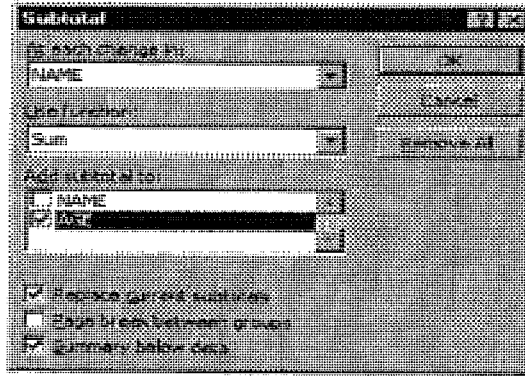 Subtotal
At each change in:
NAME
OK
Use function:
Cancel
Sum
Remove All
Add subtotal to:
NAME
Replace current subtotals
Page break between groups
Summary below data